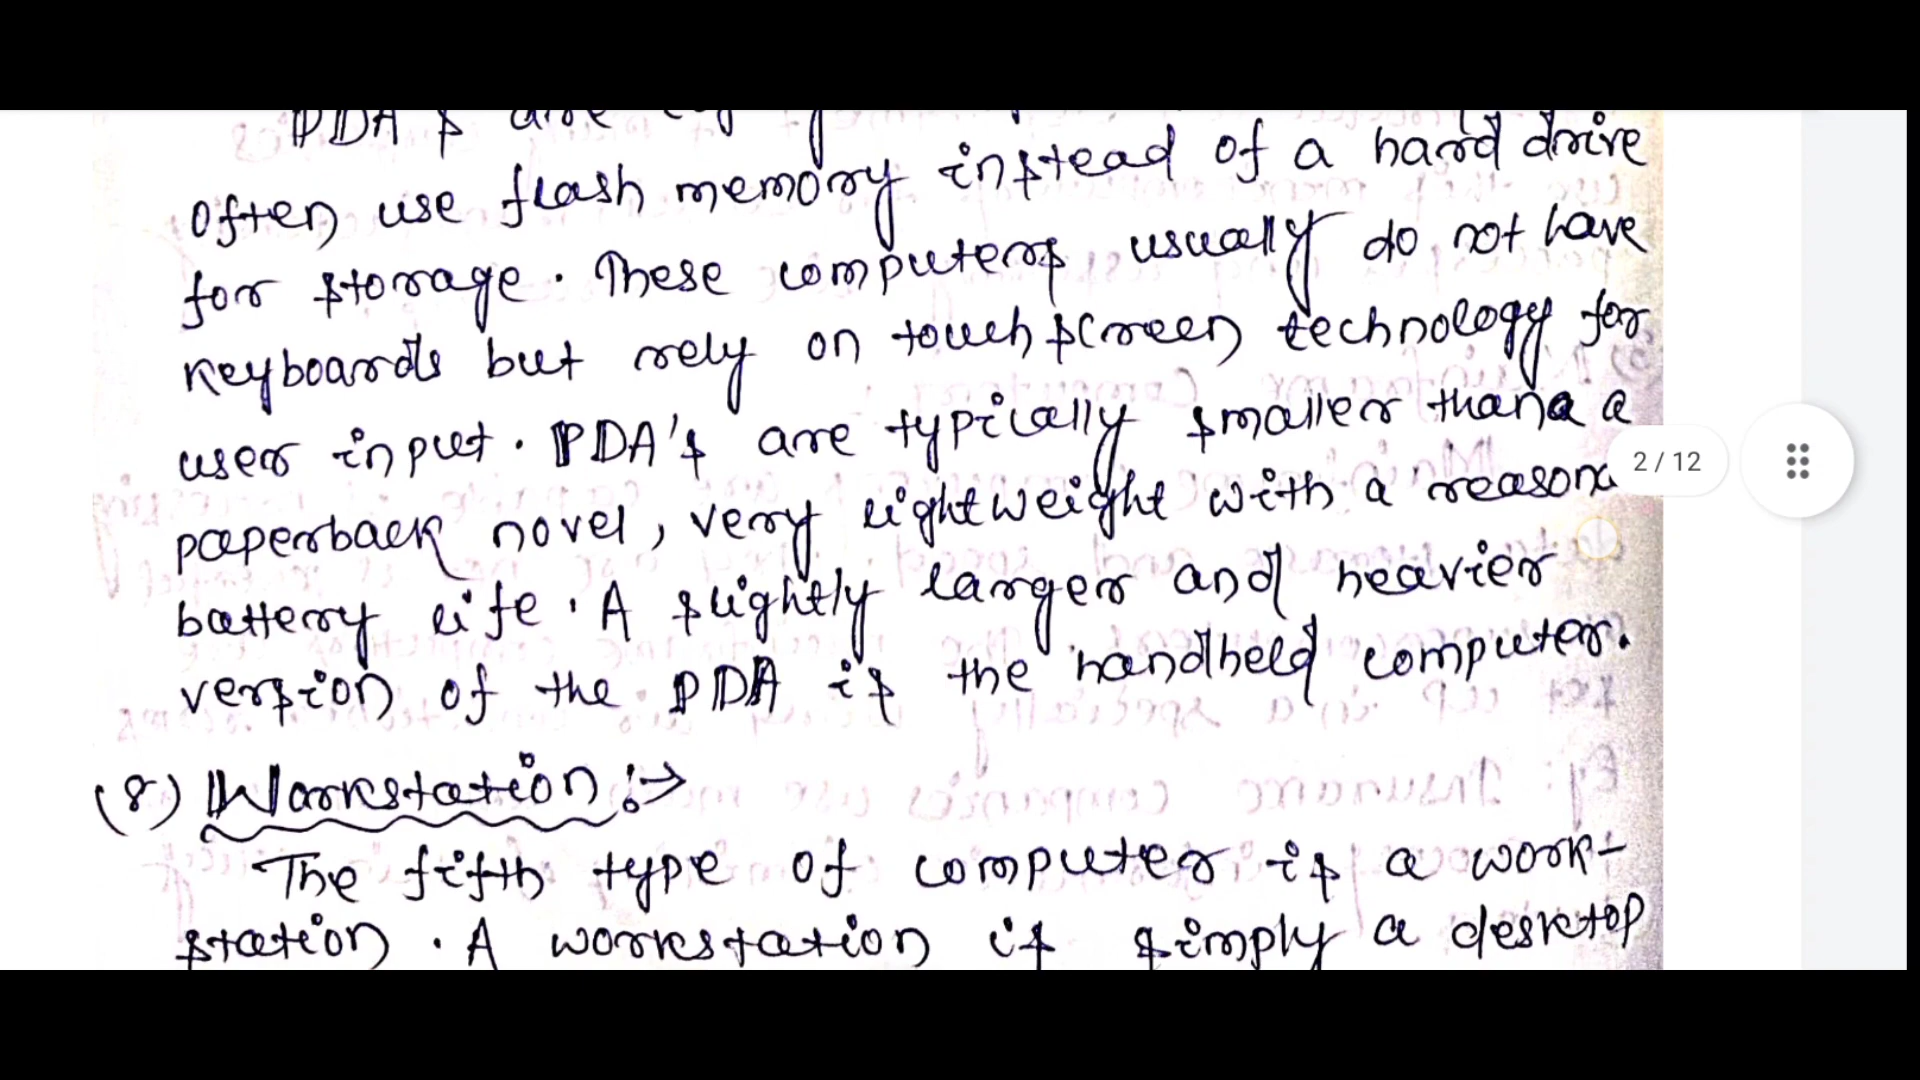 PDA's are
often use flash memory instead of a hard drive
for storage. These computers usually do not have
keyboards but rely on touch screen technology for
user input. PDA's are typically smaller than a a
paperback novel, very lightweight with a
battery life. A slightly larger and heavier
version of the PDA is the handheld computer.
(8) Workstation :→
The fifth type of computer is a work-
station. A workstation is simply a desktop
2 / 12